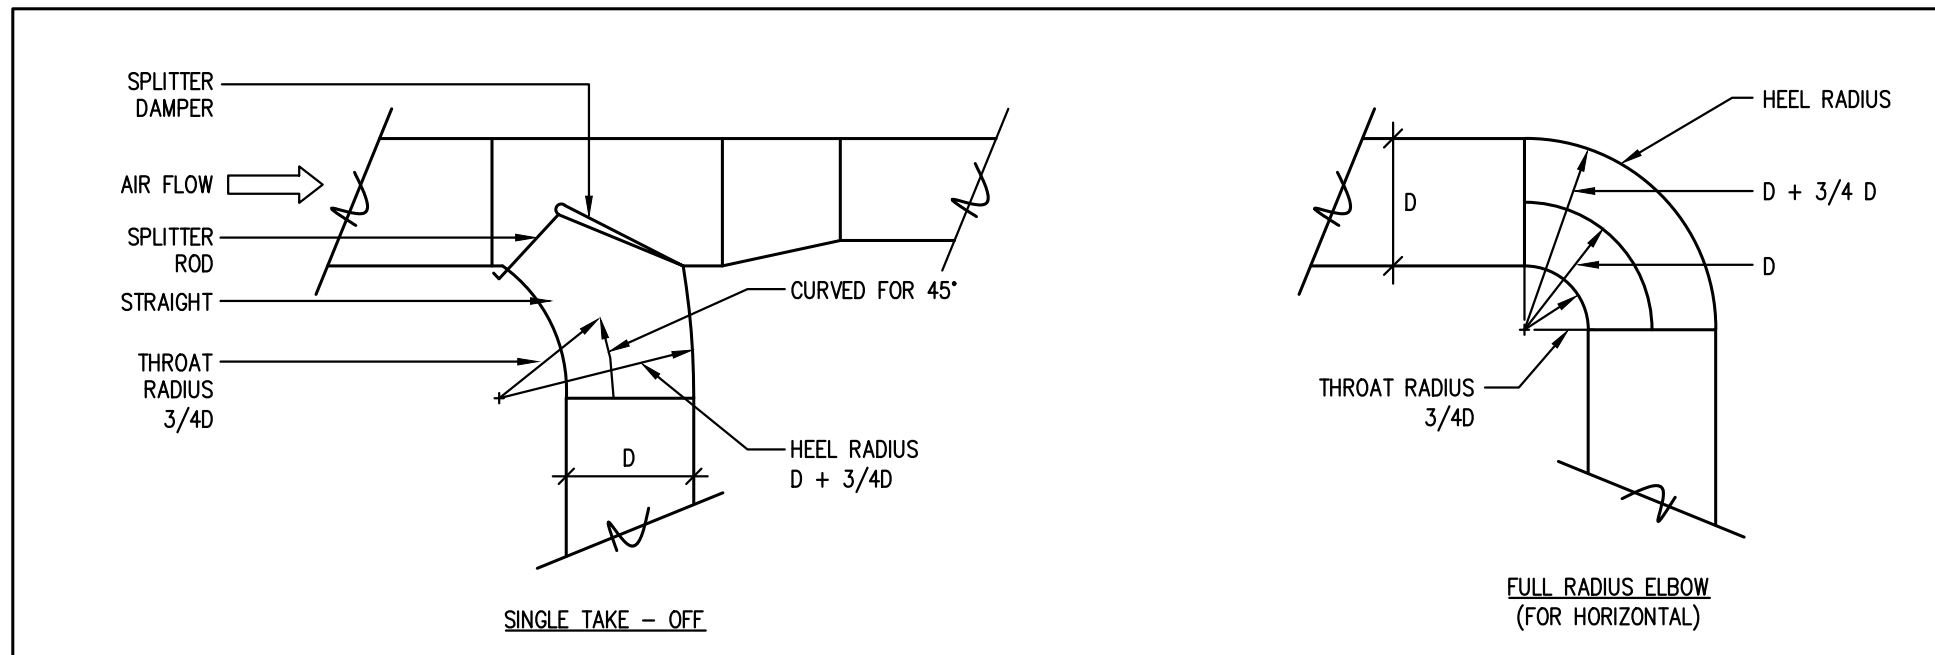 SPLITTER
DAMPER
AIR FLOW
SPLITTER
ROD
STRAIGHT
THROAT
RADIUS
3/4D
CURVED FOR 45°
HEEL RADIUS
D + 3/4D
D
SINGLE TAKE - OFF
HEEL RADIUS
D + 3/4 D
D
D
THROAT RADIUS
3/4D
FULL RADIUS ELBOW
(FOR HORIZONTAL)